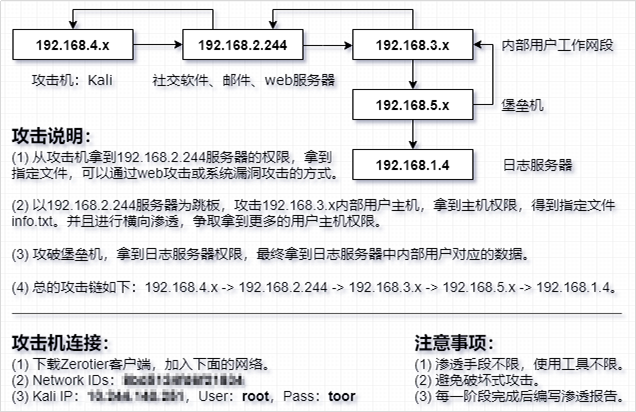 192.168.4.x
192.168.2.244
192.168.3.x
内部用户工作网段
攻击机：Kali
社交软件、邮件、web服务器
192.168.5.x
堡垒机
192.168.1.4
日志服务器
攻击说明：
(1) 从攻击机拿到192.168.2.244服务器的权限，拿到
指定文件，可以通过web攻击或系统漏洞攻击的方式。
(2) 以192.168.2.244服务器为跳板，攻击192.168.3.x内部用户主机，拿到主机权限，得到指定文件
info.txt。并且进行横向渗透，争取拿到更多的用户主机权限。
(3) 攻破堡垒机，拿到日志服务器权限，最终拿到日志服务器中内部用户对应的数据。
(4) 总的攻击链如下：192.168.4.x -> 192.168.2.244 -> 192.168.3.x -> 192.168.5.x -> 192.168.1.4。
攻击机连接：
(1) 下载Zerotier客户端，加入下面的网络。
(2) Network IDs：
(3) Kali IP： ，User：root，Pass：toor
注意事项：
(1) 渗透手段不限，使用工具不限。
(2) 避免破坏式攻击。
(3) 每一阶段完成后编写渗透报告。